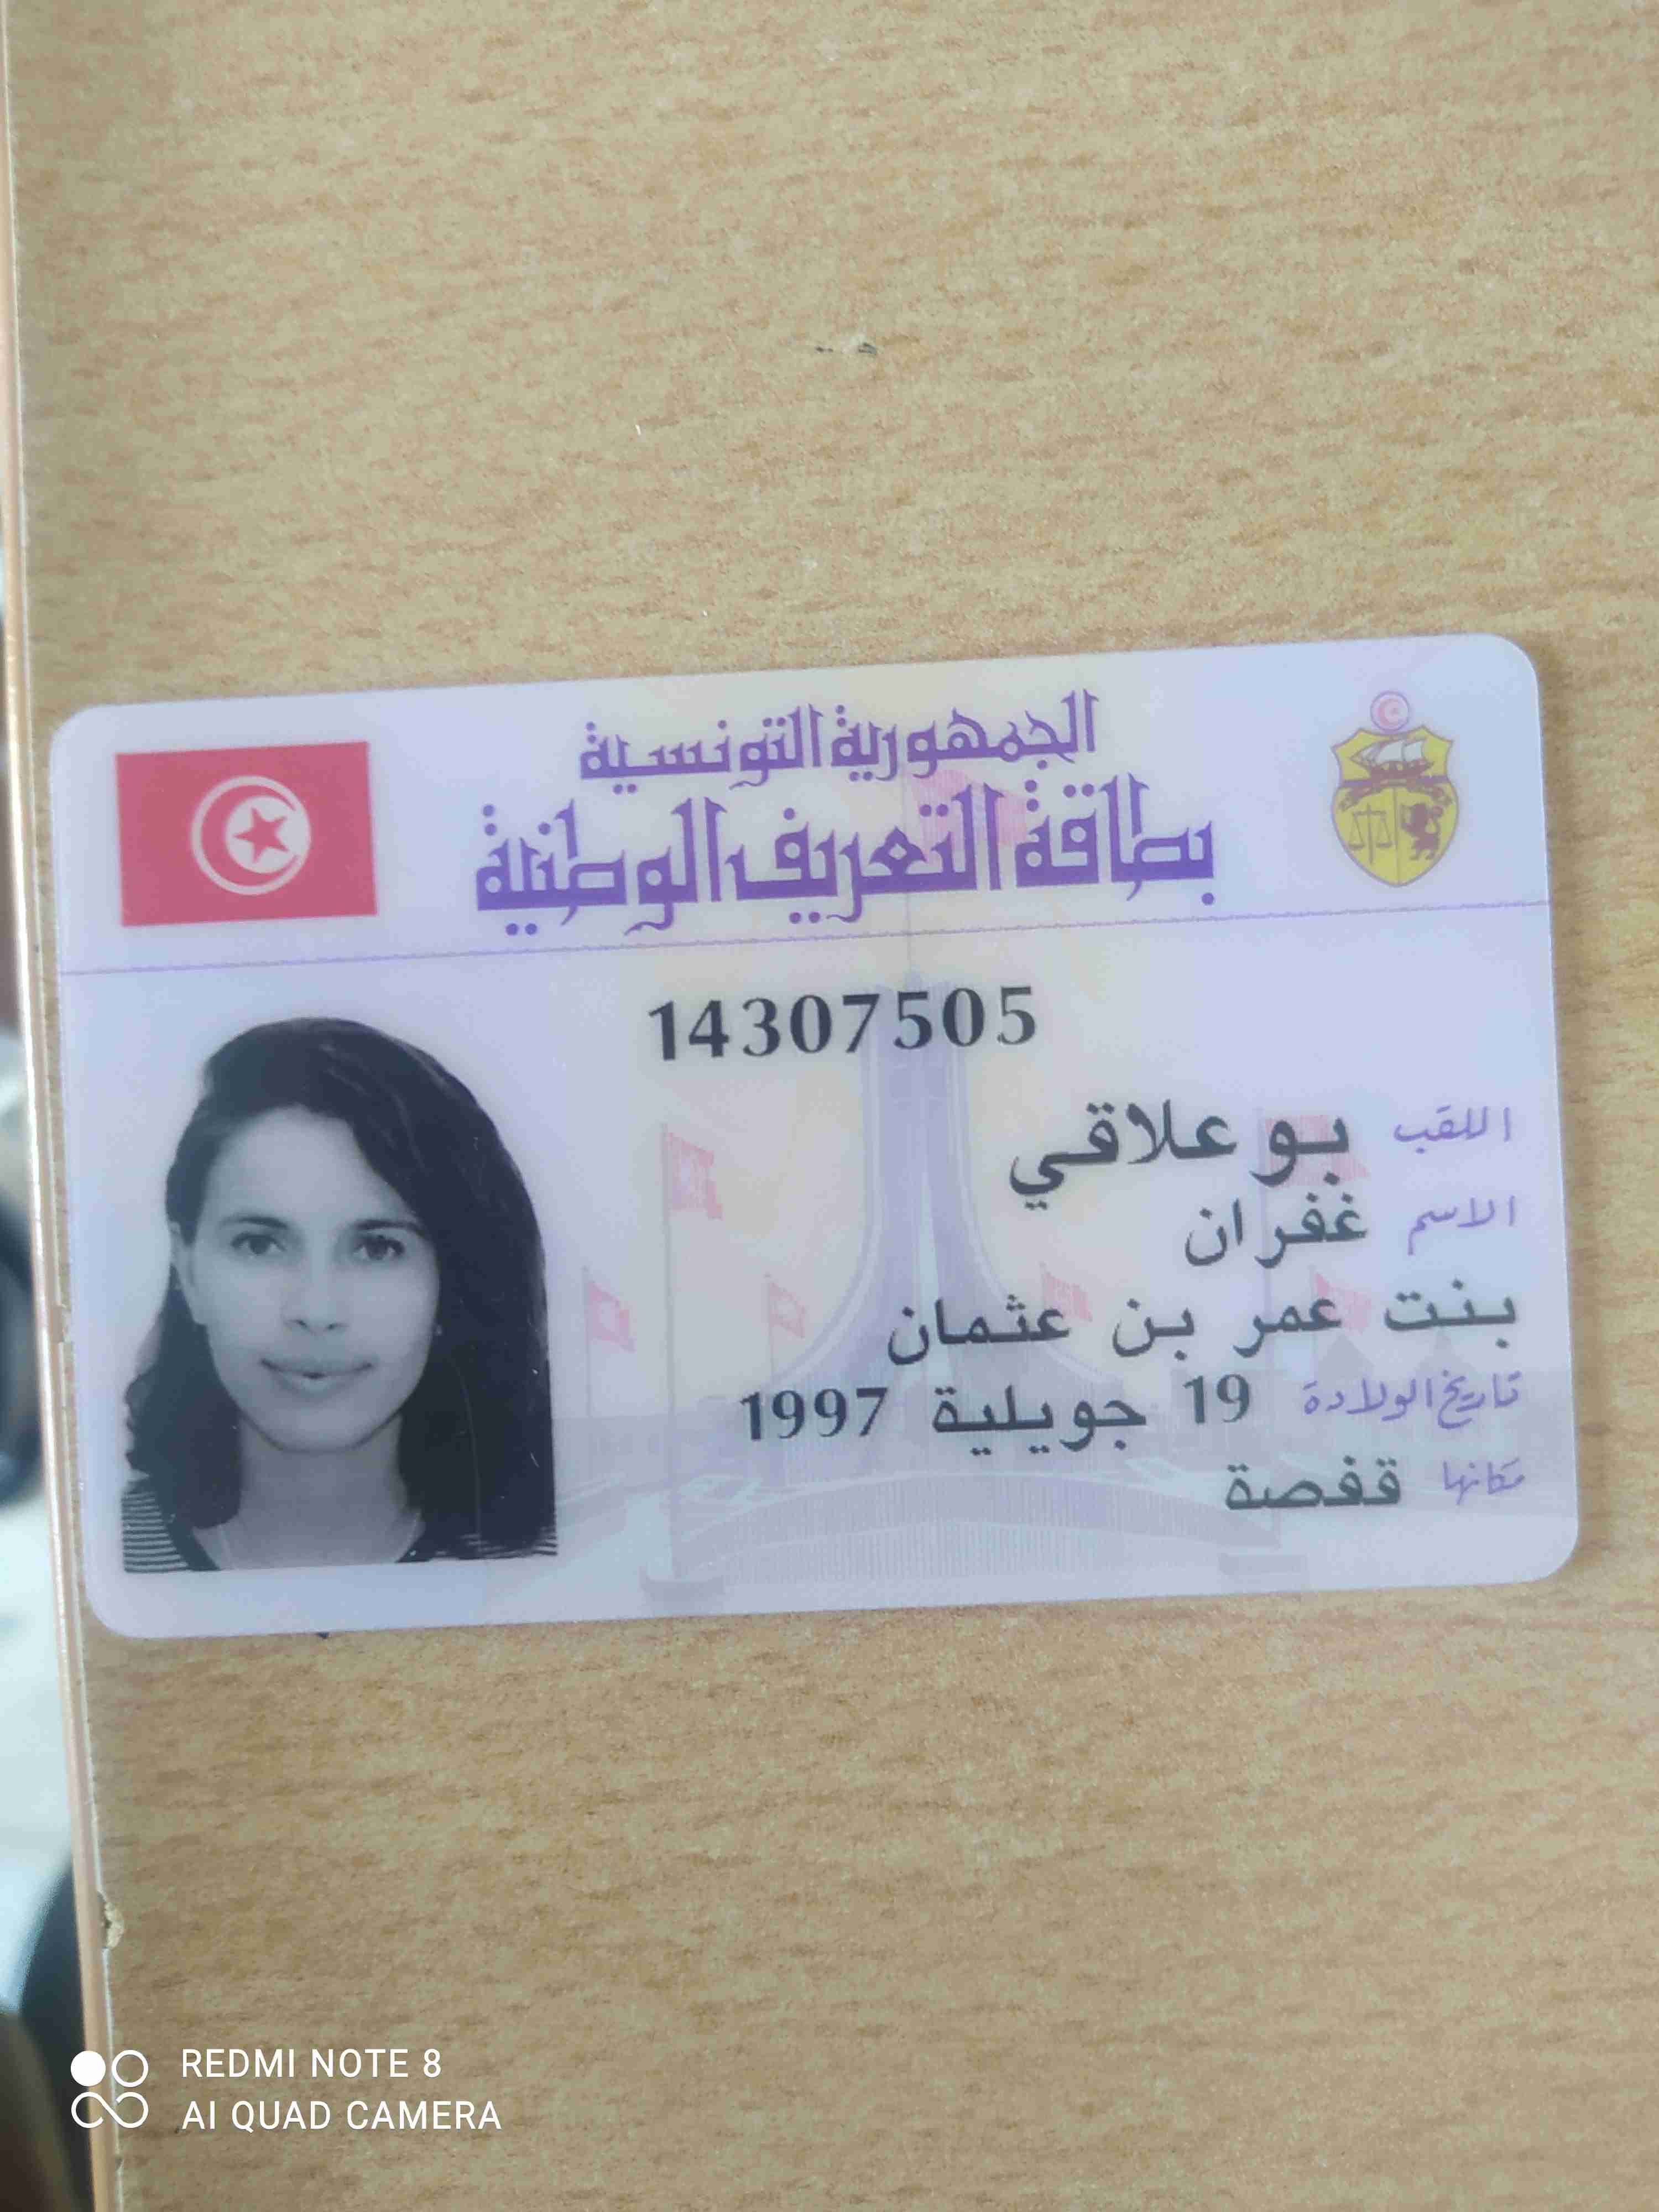 الجمهورية التونسية
بطاقة التعريف الوطنية
14307505
اللقب بوعلاقي
الاسم غفران
بنت عمر بن عثمان
تاريخ الولادة 19 جويلية 1997
مكانها قفصة
REDMI NOTE 8
AI QUAD CAMERA